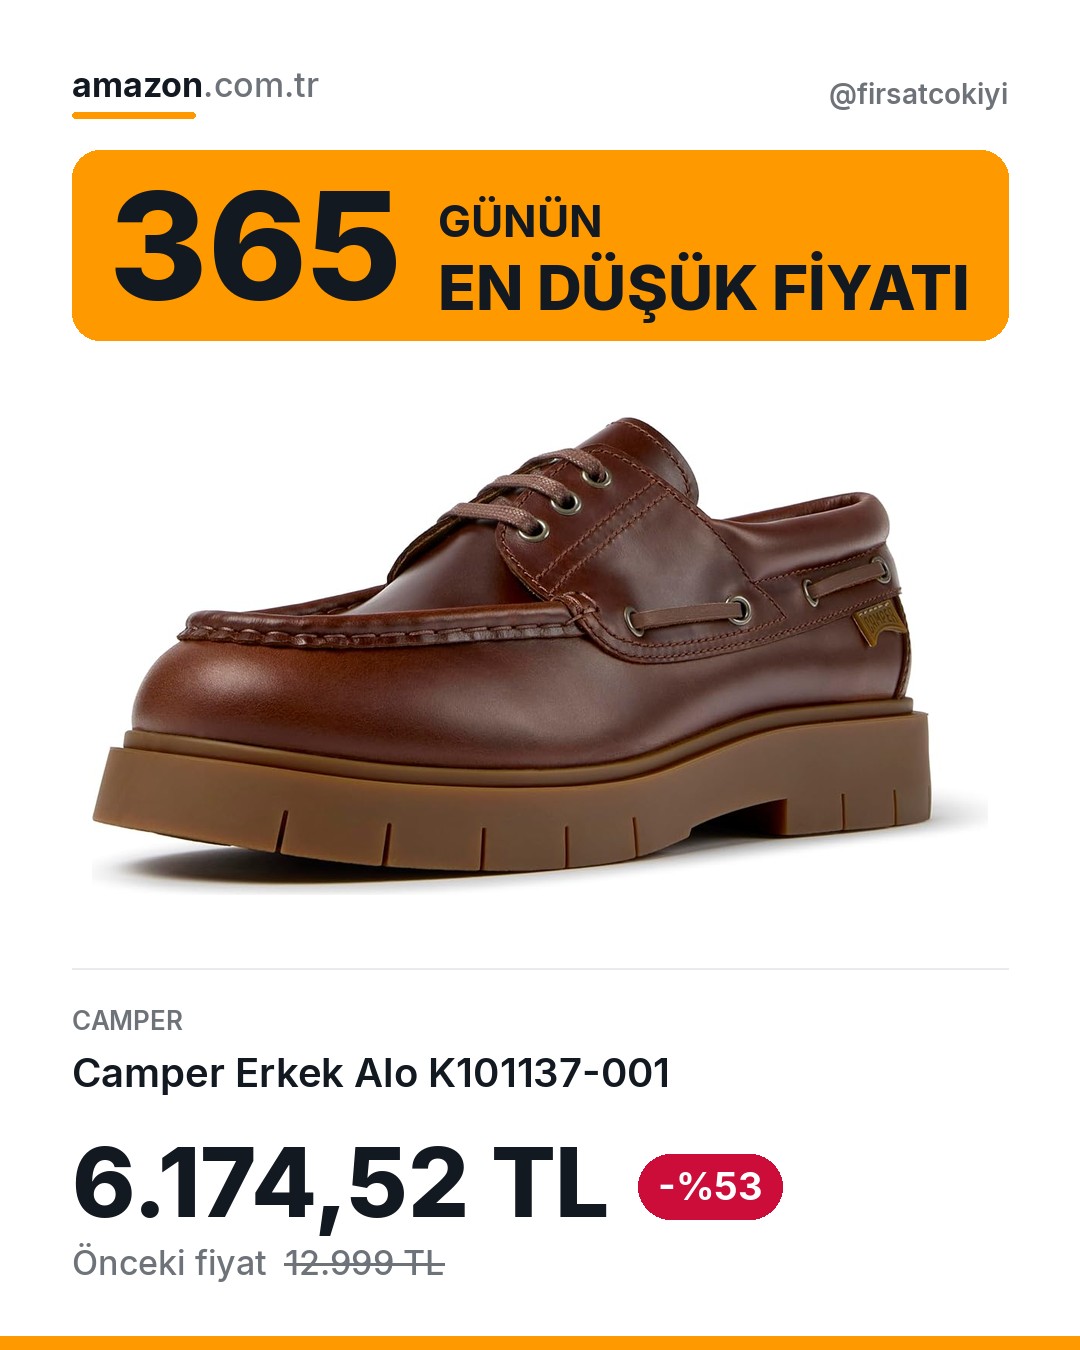 amazon.com.tr
@firsatcokiyi
365
GÜNÜN
EN DÜŞÜK FİYATI
CAMPER
CAMPER
Camper Erkek Alo K101137-001
6.174,52 TL
-%53
Önceki fiyat 12.999 TL